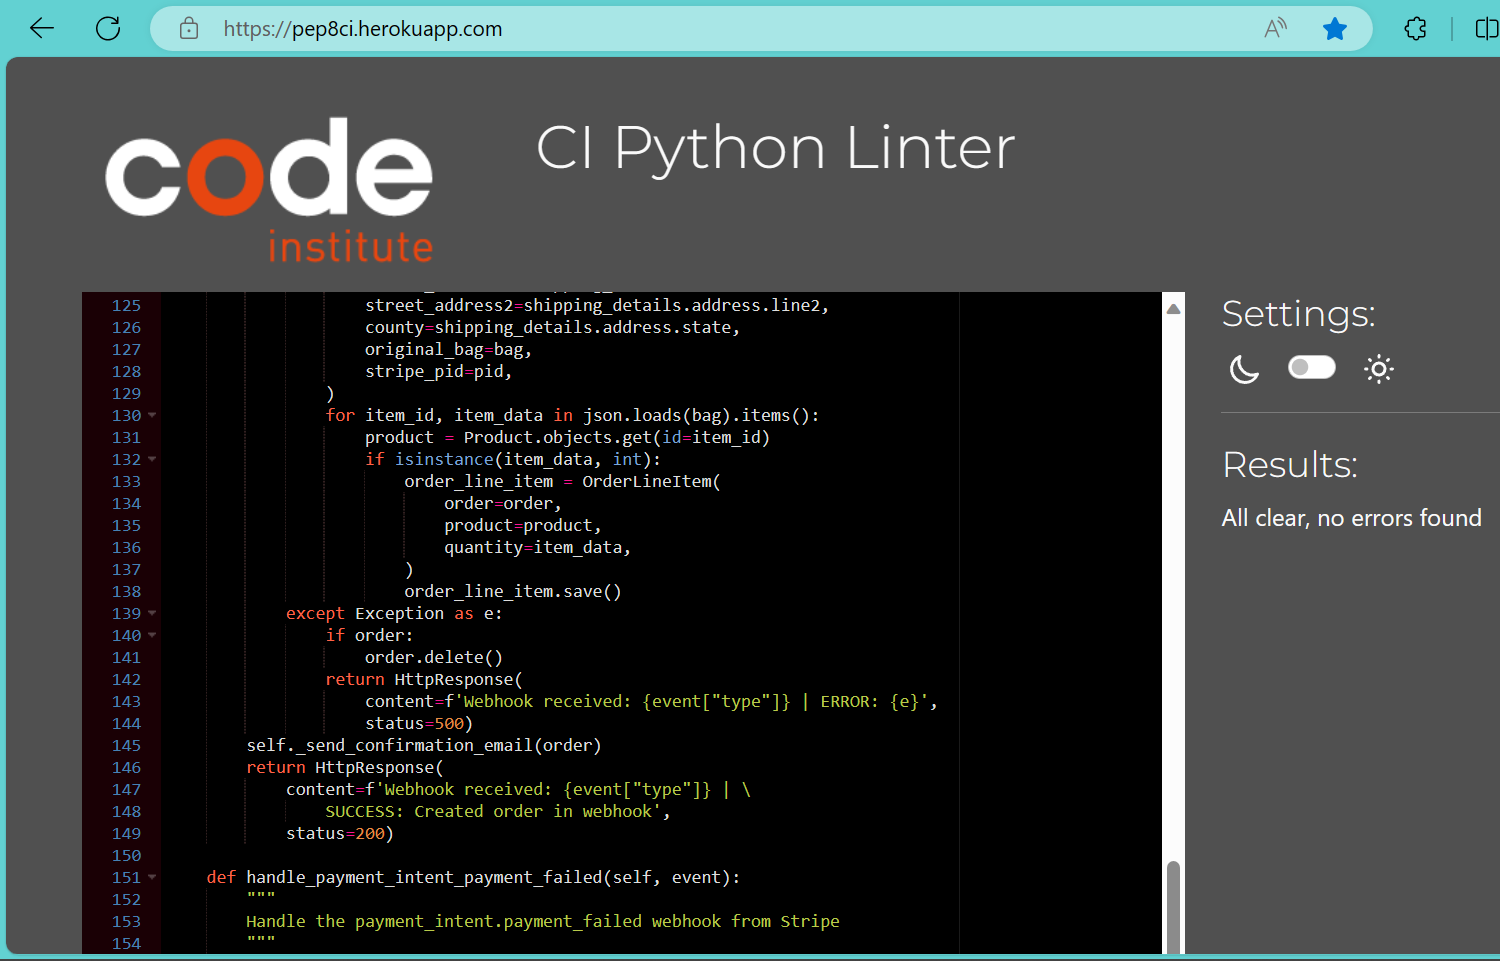 https://pep8ci.herokuapp.com
code
institute
CI Python Linter
125 street_address2=shipping_details.address.line2,
126 county=shipping_details.address.state,
127 original_bag=bag,
128 stripe_pid=pid,
129 )
130 for item_id, item_data in json.loads(bag).items():
131 product = Product.objects.get(id=item_id)
132 if isinstance(item_data, int):
133 order_line_item = OrderLineItem(
134 order=order,
135 product=product,
136 quantity=item_data,
137 )
138 order_line_item.save()
139 except Exception as e:
140 if order:
141 order.delete()
142 return HttpResponse(
143 content=f'Webhook received: {event["type"]} | ERROR: {e}',
144 status=500)
145 self._send_confirmation_email(order)
146 return HttpResponse(
147 content=f'Webhook received: {event["type"]} | \
148 SUCCESS: Created order in webhook',
149 status=200)
150
151 def handle_payment_intent_payment_failed(self, event):
152 """
153 Handle the payment_intent.payment_failed webhook from Stripe
154 """
Settings:
Results:
All clear, no errors found